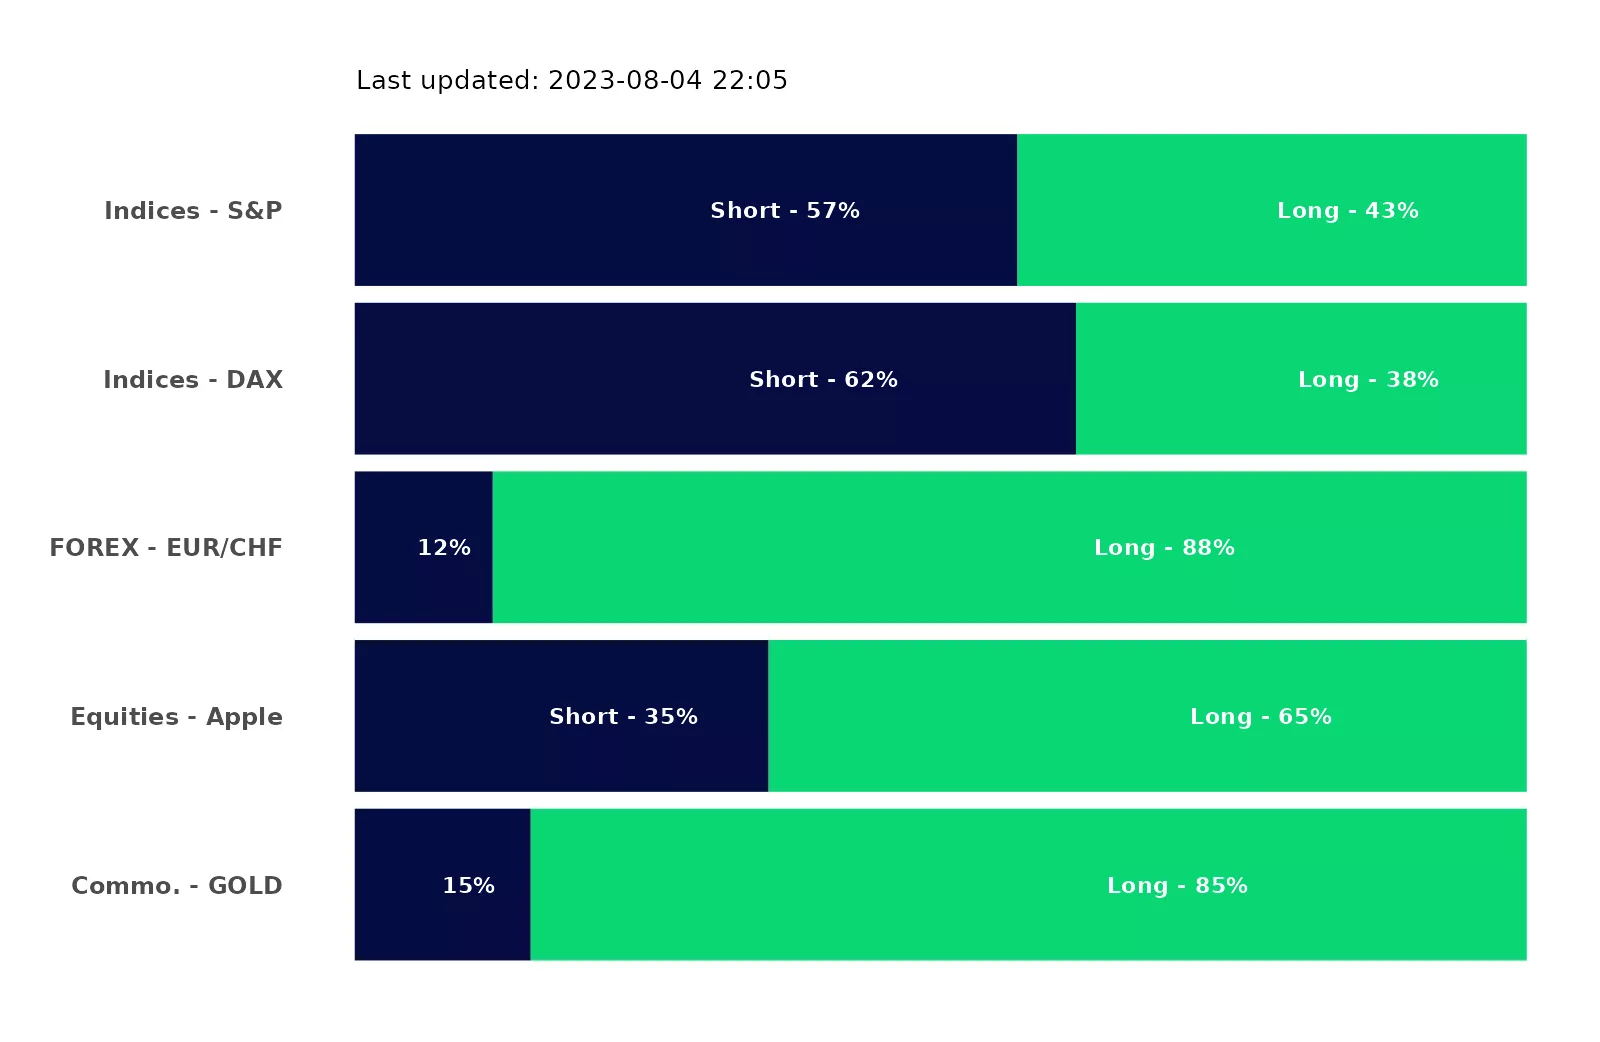 Last updated: 2023-08-04 22:05
Indices - S&P Short - 57% Long - 43%
Indices - DAX Short - 62% Long - 38%
FOREX - EUR/CHF 12% Long - 88%
Equities - Apple Short - 35% Long - 65%
Commo. - GOLD 15% Long - 85%